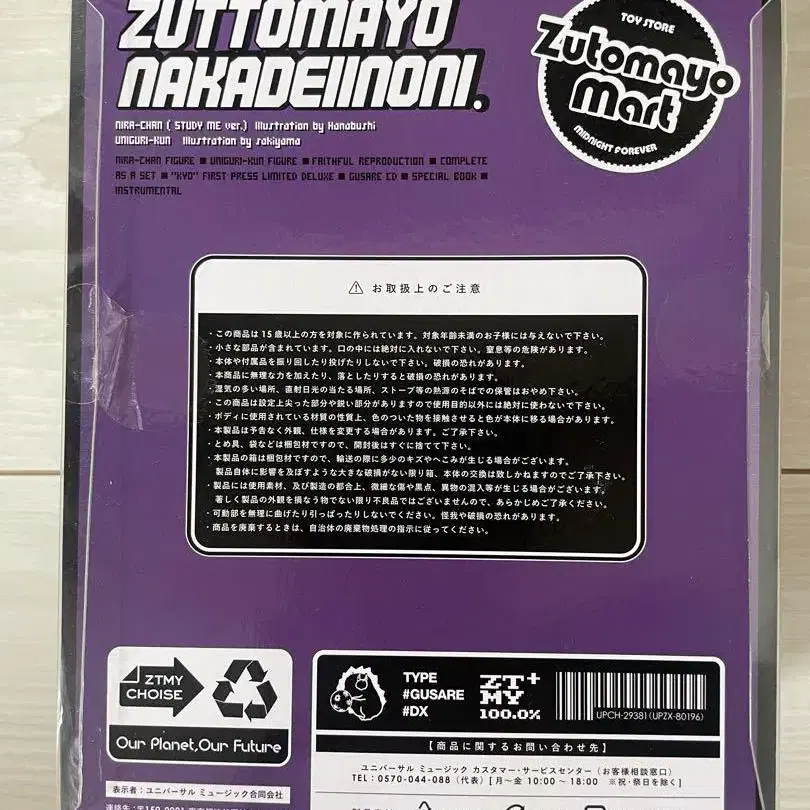 ZUTTOMAYO
NAKADEIINONI.
TOY STORE
Zutomayo
Mart
MIDNIGHT FOREVER
NIRA-CHAN ( STUDY ME ver.) Illustration by Hanabushi
UNIGURI-KUN Illustration by sakiyama
NIRA-CHAN FIGURE ■ UNIGURI-KUN FIGURE ■ FAITHFUL REPRODUCTION ■ COMPLETE
AS A SET ■ "KYO" FIRST PRESS LIMITED DELUXE ■ GUSARE CD ■ SPECIAL BOOK ■
INSTRUMENTAL
⚠ お取扱上のご注意
・この商品は15歳以上の方を対象に作られています。対象年齢未満のお子様には与えないで下さい。
・小さな部品が含まれています。口の中には絶対に入れないで下さい。窒息等の危険があります。
・本体や付属品を振り回したり投げたりしないで下さい。破損の恐れがあります。
・本商品に無理な力を加えたり、落としたりすると破損の恐れがあります。
・湿気の多い場所、直射日光の当たる場所、ストーブ等の熱源のそばでの保管はおやめ下さい。
・この商品は設定上尖った部分や鋭い部分がありますので使用目的以外には絶対に使わないで下さい。
・ボディに使用されている材質の性質上、色のついた物を接触させると色が本体に移る場合があります。
・本製品は予告なく外観、仕様を変更する場合があります。ご了承下さい。
・とめ具、袋などは梱包材ですので、開封後はすぐに捨てて下さい。
・本製品の箱は梱包材ですので、輸送の際に多少のキズやへこみが生じる場合がございます。
製品自体に影響を及ぼすような大きな破損がない限り箱、本体の交換は致しかねますのでご了承下さい。
・製品には使用素材、及び製造の都合上、微細な傷や黒点、異物の混入等が生じる場合がございます。
著しく製品の外観を損なう物でない限り不良品ではございませんので、あらかじめご了承ください。
・可動部を無理に曲げたり引っぱったりしないでください。怪我や破損の恐れがあります。
・商品を廃棄するときは、自治体の廃棄物処理の指示に従ってください。
ZTMY
CHOISE
Our Planet,Our Future
表示者：ユニバーサル ミュージック合同会社
TYPE
#GUSARE
#DX
ZT+
MY
100.0%
UPCH-29381(UPZX-80196)
【商品に関するお問い合わせ先】
ユニバーサル ミュージック カスタマー・サービスセンター（お客様相談窓口）
TEL：0570-044-088（代表）[月～金 10:00～18:00 ※祝・祭日を除く]